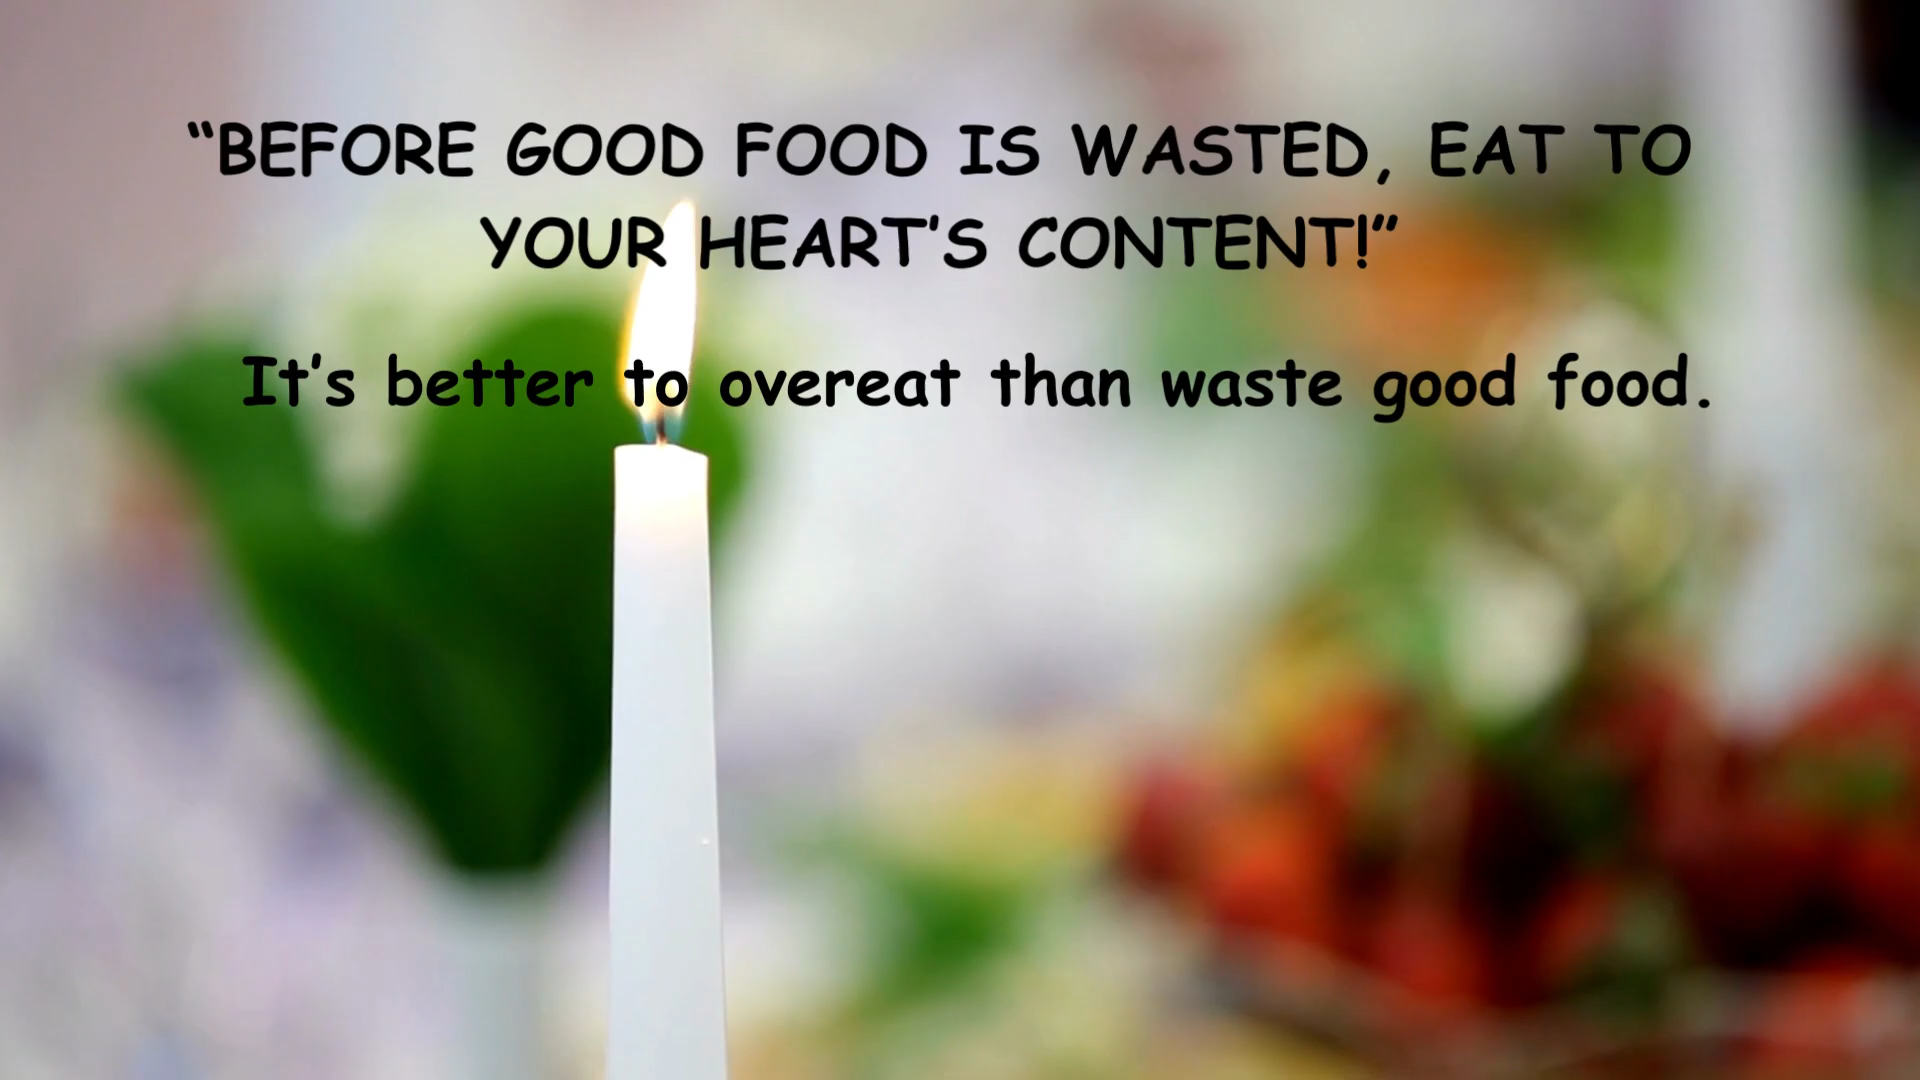 “BEFORE GOOD FOOD IS WASTED, EAT TO
YOUR HEART’S CONTENT!”
It’s better to overeat than waste good food.